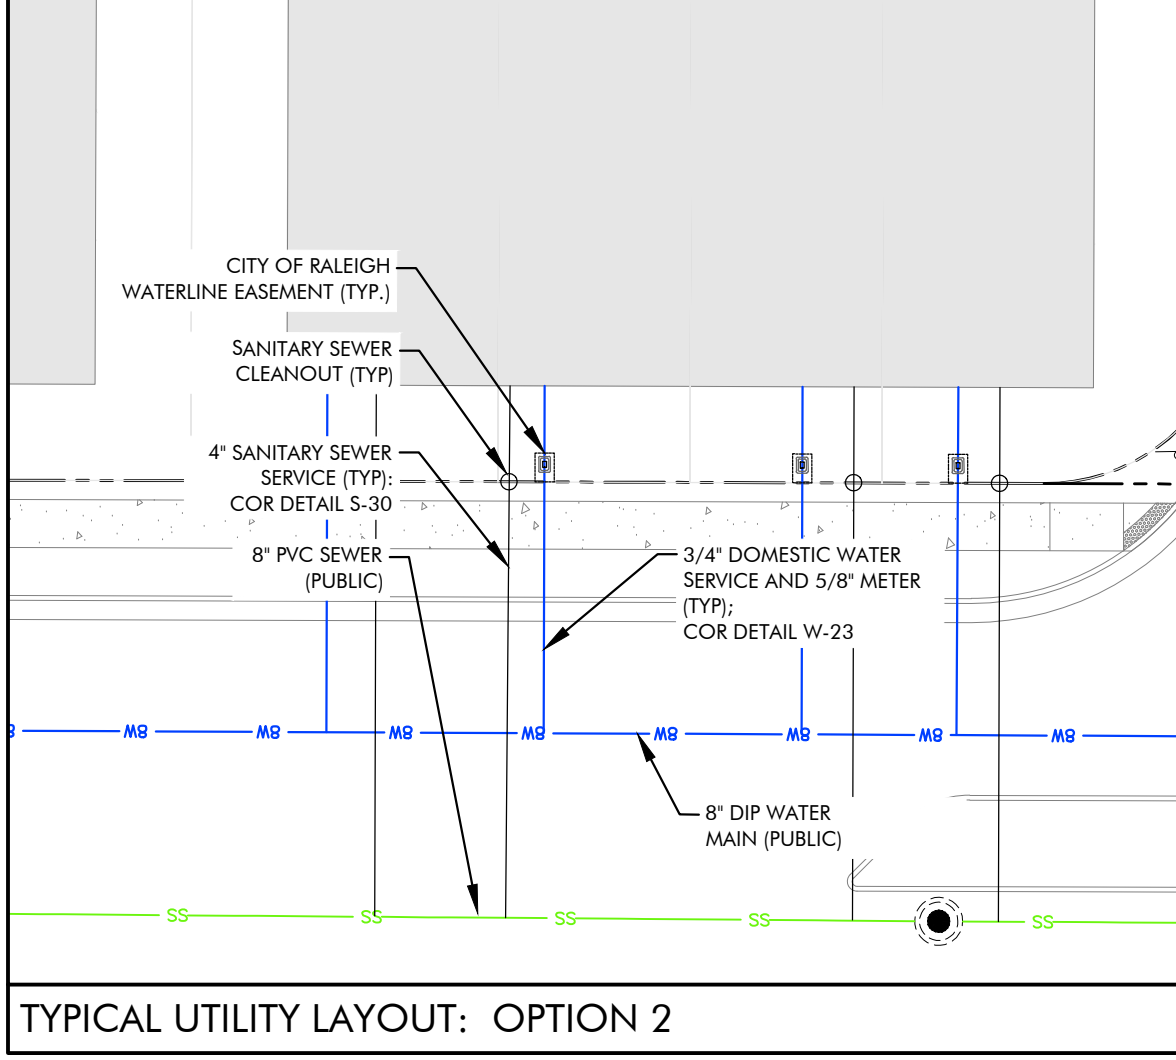 CITY OF RALEIGH
WATERLINE EASEMENT (TYP.)
SANITARY SEWER
CLEANOUT (TYP)
4" SANITARY SEWER
SERVICE (TYP):
COR DETAIL S-30
8" PVC SEWER
(PUBLIC)
3/4" DOMESTIC WATER
SERVICE AND 5/8" METER
(TYP);
COR DETAIL W-23
8 8W 8W 8W 8W 8W 8W 8W 8W
8" DIP WATER
MAIN (PUBLIC)
SS SS SS SS SS
TYPICAL UTILITY LAYOUT: OPTION 2